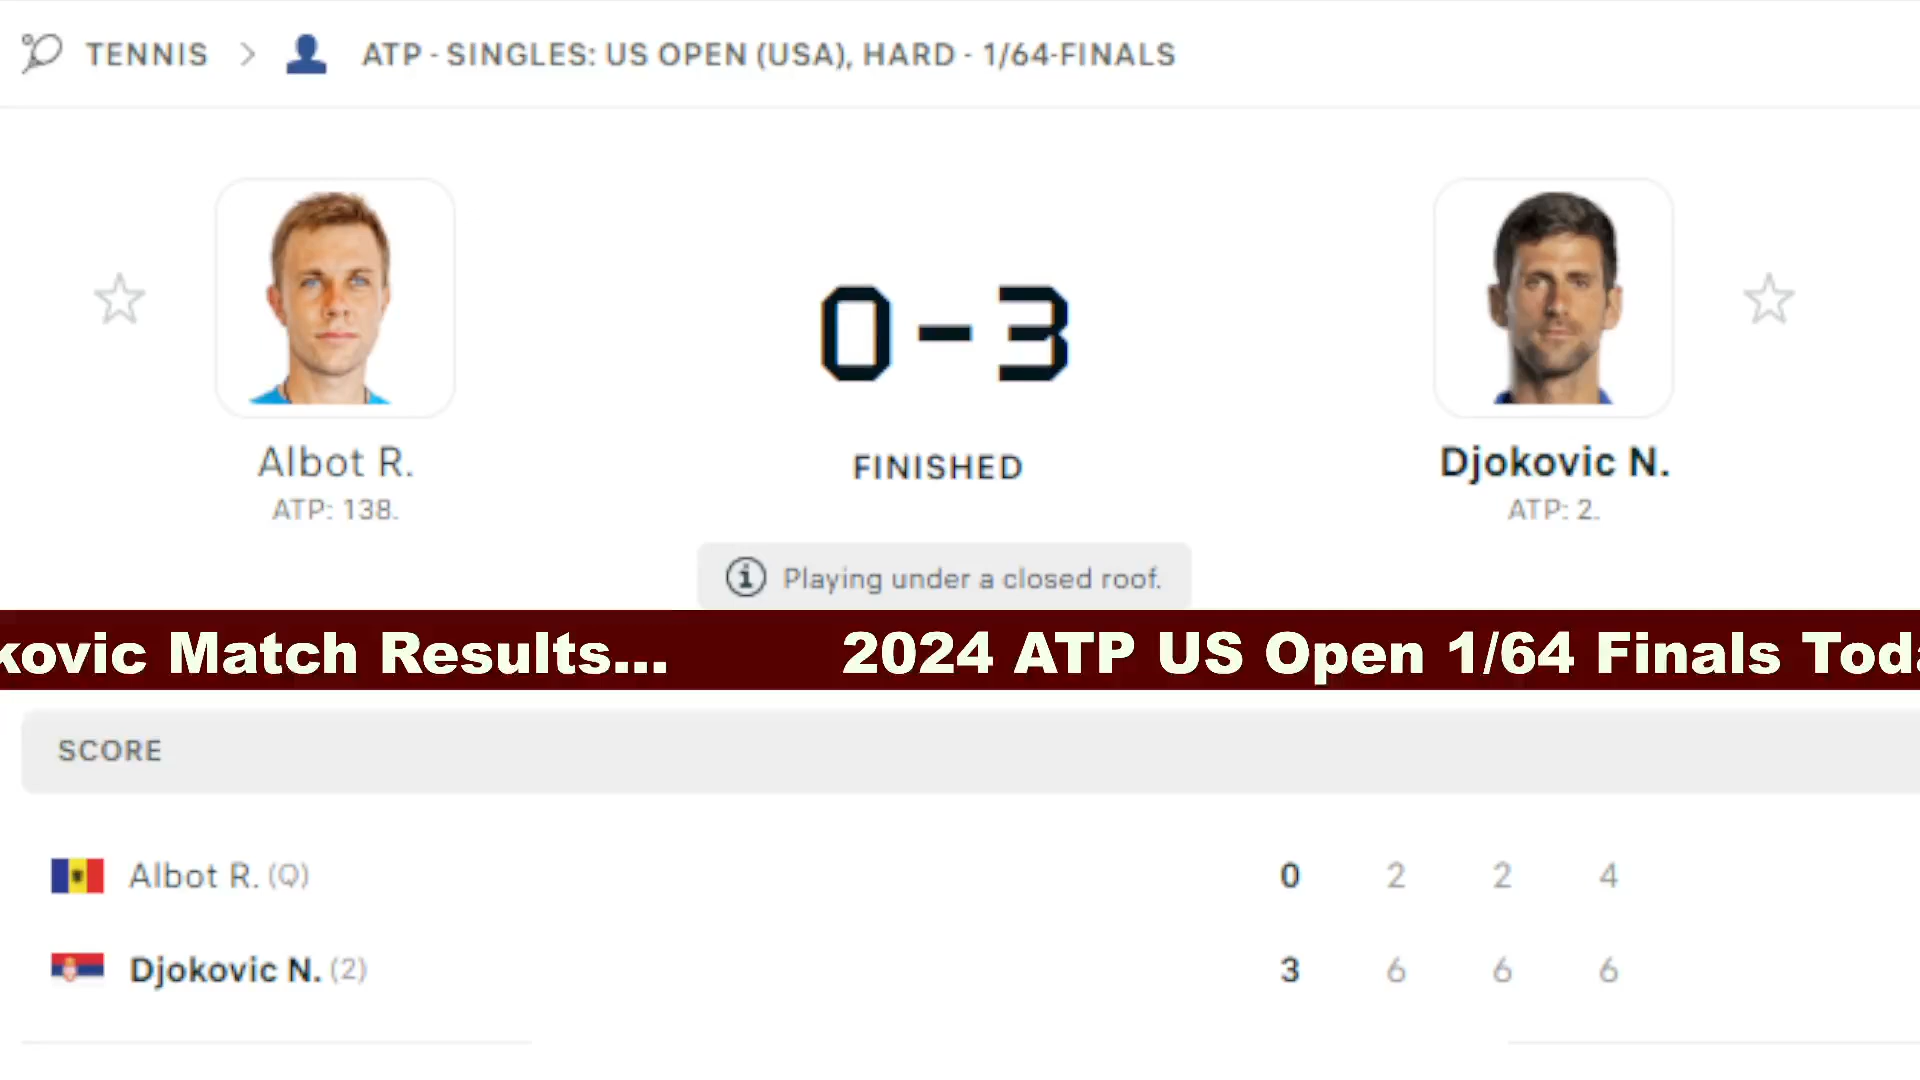 TENNIS > ATP - SINGLES: US OPEN (USA), HARD - 1/64-FINALS
0-3
Albot R.
ATP: 138.
FINISHED
Djokovic N.
ATP: 2.
Playing under a closed roof.
kovic Match Results... 2024 ATP US Open 1/64 Finals Toda
SCORE
Albot R. (Q) 0 2 2 4
Djokovic N. (2) 3 6 6 6